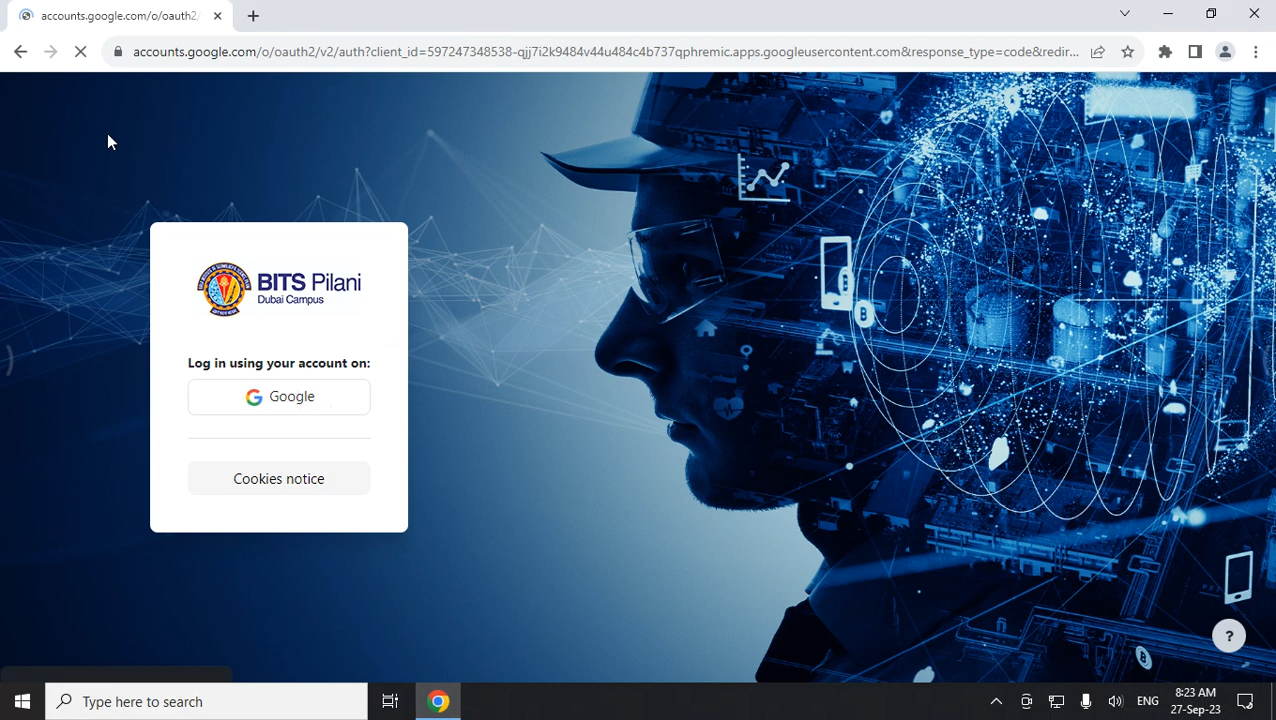 accounts.google.com/o/oauth2/
accounts.google.com/o/oauth2/v2/auth?client_id=597247348538-qjj7i2k9484v44u484c4b737qphremic.apps.googleusercontent.com&response_type=code&redir...
BITS Pilani
Dubai Campus
Log in using your account on:
Google
Cookies notice
?
Type here to search
ENG
8:23 AM
27-Sep-23